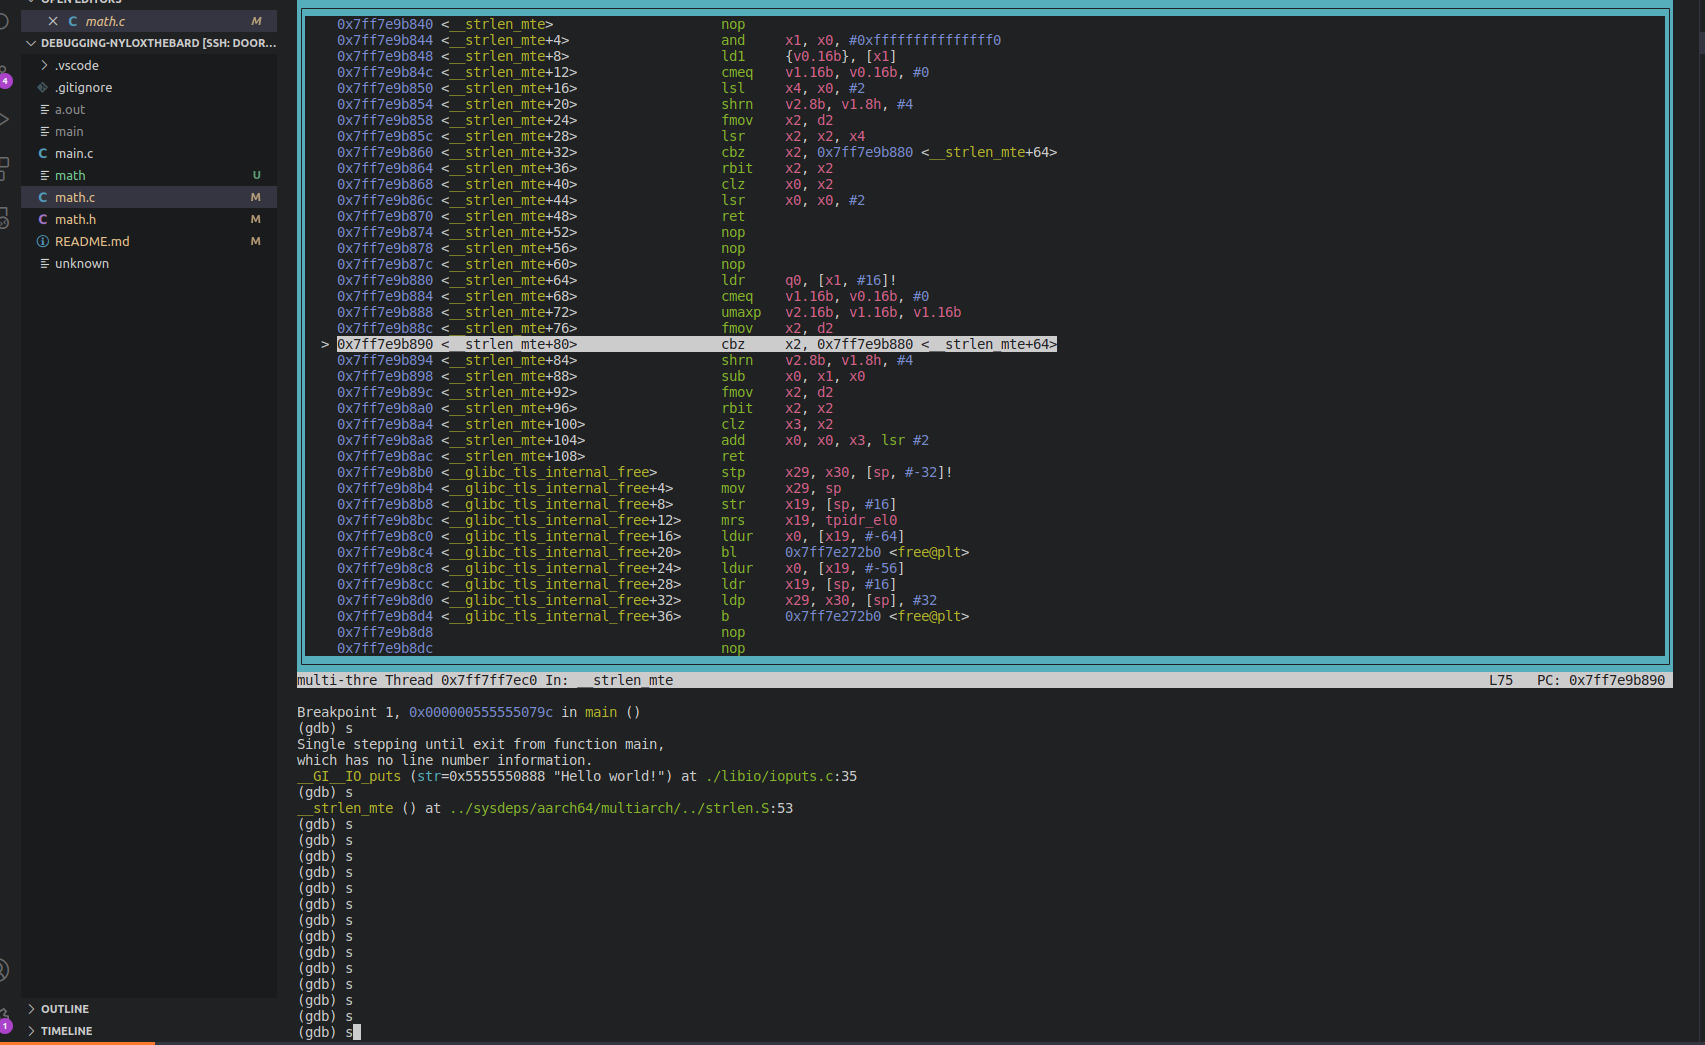 OPEN EDITORS
math.c M
DEBUGGING-NYLOXTHEBARD [SSH: DOOR...
.vscode
4
.gitignore
a.out
main
main.c
math U
math.c M
math.h M
README.md M
unknown
OUTLINE
1
TIMELINE
0x7ff7e9b840 <__strlen_mte> nop
0x7ff7e9b844 <__strlen_mte+4> and x1, x0, #0xfffffffffffffff0
0x7ff7e9b848 <__strlen_mte+8> ld1 {v0.16b}, [x1]
0x7ff7e9b84c <__strlen_mte+12> cmeq v1.16b, v0.16b, #0
0x7ff7e9b850 <__strlen_mte+16> lsl x4, x0, #2
0x7ff7e9b854 <__strlen_mte+20> shrn v2.8b, v1.8h, #4
0x7ff7e9b858 <__strlen_mte+24> fmov x2, d2
0x7ff7e9b85c <__strlen_mte+28> lsr x2, x2, x4
0x7ff7e9b860 <__strlen_mte+32> cbz x2, 0x7ff7e9b880 <__strlen_mte+64>
0x7ff7e9b864 <__strlen_mte+36> rbit x2, x2
0x7ff7e9b868 <__strlen_mte+40> clz x0, x2
0x7ff7e9b86c <__strlen_mte+44> lsr x0, x0, #2
0x7ff7e9b870 <__strlen_mte+48> ret
0x7ff7e9b874 <__strlen_mte+52> nop
0x7ff7e9b878 <__strlen_mte+56> nop
0x7ff7e9b87c <__strlen_mte+60> nop
0x7ff7e9b880 <__strlen_mte+64> ldr q0, [x1, #16]!
0x7ff7e9b884 <__strlen_mte+68> cmeq v1.16b, v0.16b, #0
0x7ff7e9b888 <__strlen_mte+72> umaxp v2.16b, v1.16b, v1.16b
0x7ff7e9b88c <__strlen_mte+76> fmov x2, d2
> 0x7ff7e9b890 <__strlen_mte+80> cbz x2, 0x7ff7e9b880 <__strlen_mte+64>
0x7ff7e9b894 <__strlen_mte+84> shrn v2.8b, v1.8h, #4
0x7ff7e9b898 <__strlen_mte+88> sub x0, x1, x0
0x7ff7e9b89c <__strlen_mte+92> fmov x2, d2
0x7ff7e9b8a0 <__strlen_mte+96> rbit x2, x2
0x7ff7e9b8a4 <__strlen_mte+100> clz x3, x2
0x7ff7e9b8a8 <__strlen_mte+104> add x0, x0, x3, lsr #2
0x7ff7e9b8ac <__strlen_mte+108> ret
0x7ff7e9b8b0 <__glibc_tls_internal_free> stp x29, x30, [sp, #-32]!
0x7ff7e9b8b4 <__glibc_tls_internal_free+4> mov x29, sp
0x7ff7e9b8b8 <__glibc_tls_internal_free+8> str x19, [sp, #16]
0x7ff7e9b8bc <__glibc_tls_internal_free+12> mrs x19, tpidr_el0
0x7ff7e9b8c0 <__glibc_tls_internal_free+16> ldur x0, [x19, #-64]
0x7ff7e9b8c4 <__glibc_tls_internal_free+20> bl 0x7ff7e272b0 <free@plt>
0x7ff7e9b8c8 <__glibc_tls_internal_free+24> ldur x0, [x19, #-56]
0x7ff7e9b8cc <__glibc_tls_internal_free+28> ldr x19, [sp, #16]
0x7ff7e9b8d0 <__glibc_tls_internal_free+32> ldp x29, x30, [sp], #32
0x7ff7e9b8d4 <__glibc_tls_internal_free+36> b 0x7ff7e272b0 <free@plt>
0x7ff7e9b8d8 nop
0x7ff7e9b8dc nop
multi-thre Thread 0x7ff7ff7ec0 In: __strlen_mte L75 PC: 0x7ff7e9b890
Breakpoint 1, 0x000000555555079c in main ()
(gdb) s
Single stepping until exit from function main,
which has no line number information.
__GI__IO_puts (str=0x5555550888 "Hello world!") at ./libio/ioputs.c:35
(gdb) s
__strlen_mte () at ../sysdeps/aarch64/multiarch/../strlen.S:53
(gdb) s
(gdb) s
(gdb) s
(gdb) s
(gdb) s
(gdb) s
(gdb) s
(gdb) s
(gdb) s
(gdb) s
(gdb) s
(gdb) s
(gdb) s
(gdb) s